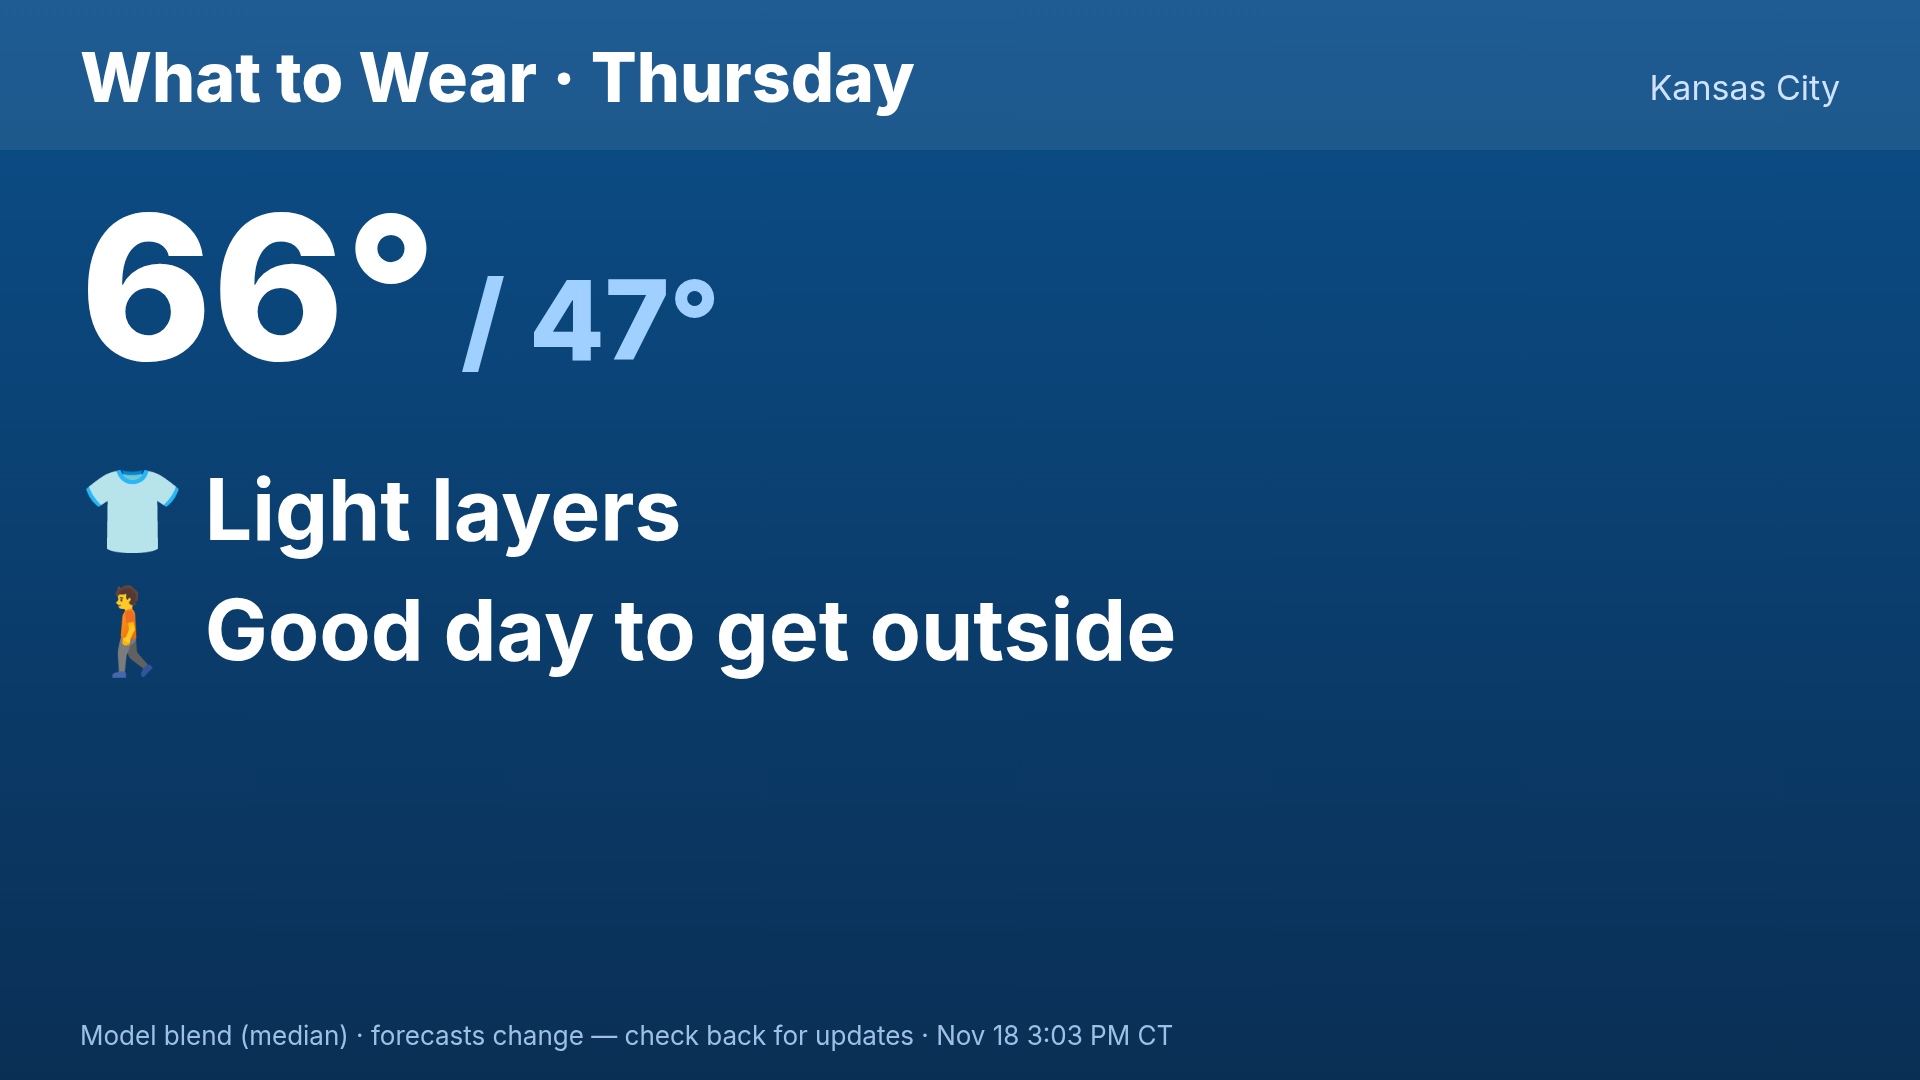 What to Wear · Thursday
Kansas City
66° / 47°
Light layers
Good day to get outside
Model blend (median) · forecasts change — check back for updates · Nov 18 3:03 PM CT